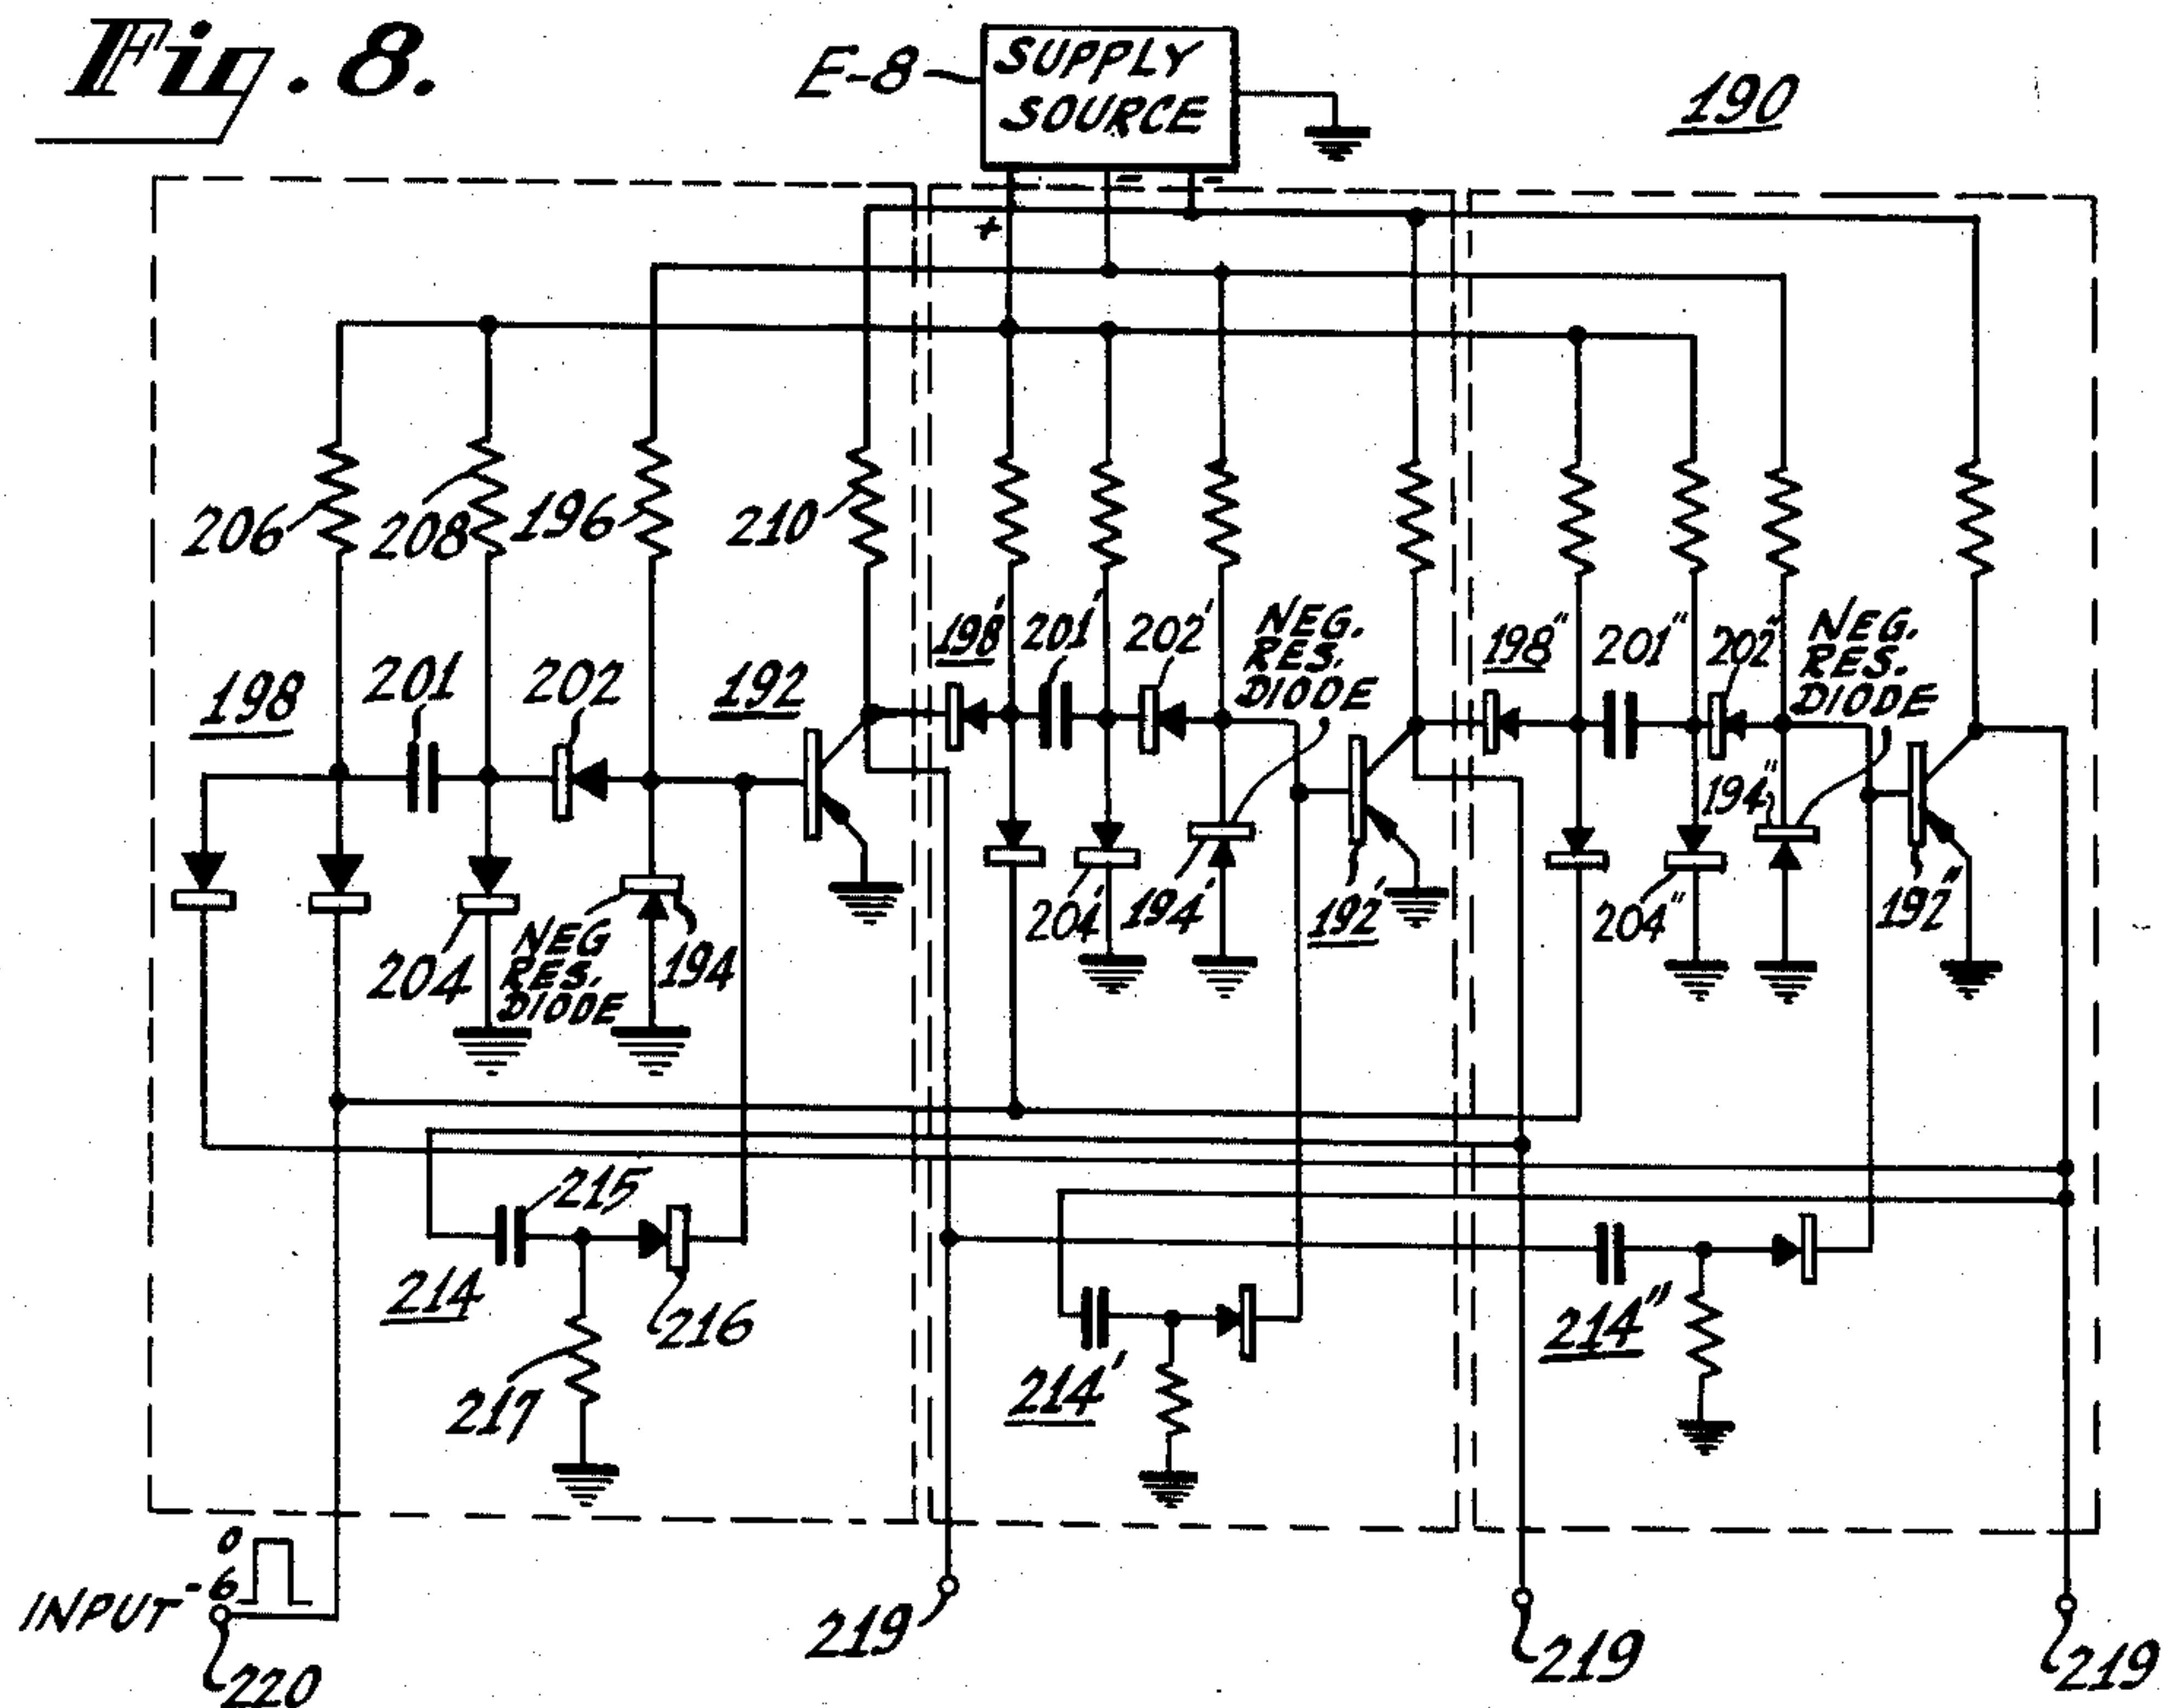 Fig. 8.
E-8
SUPPLY
SOURCE
190
+
-
-
206
208
196
210
198
201
202
192
198'
201'
202'
NEG.
RES.
DIODE
198"
201"
202"
NEG.
RES.
DIODE
204
NEG
RES.
DIODE
194
204'
194'
192'
204"
194"
192"
215
214
216
217
214'
214"
0
-6
INPUT
220
219
219
219